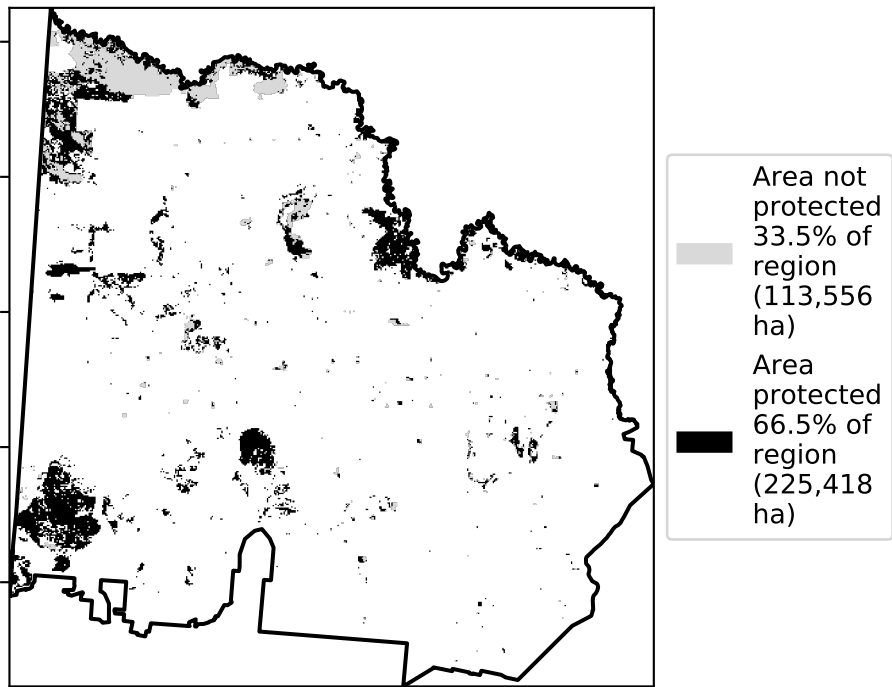 Area not
protected
33.5% of
region
(113,556
ha)
Area
protected
66.5% of
region
(225,418
ha)